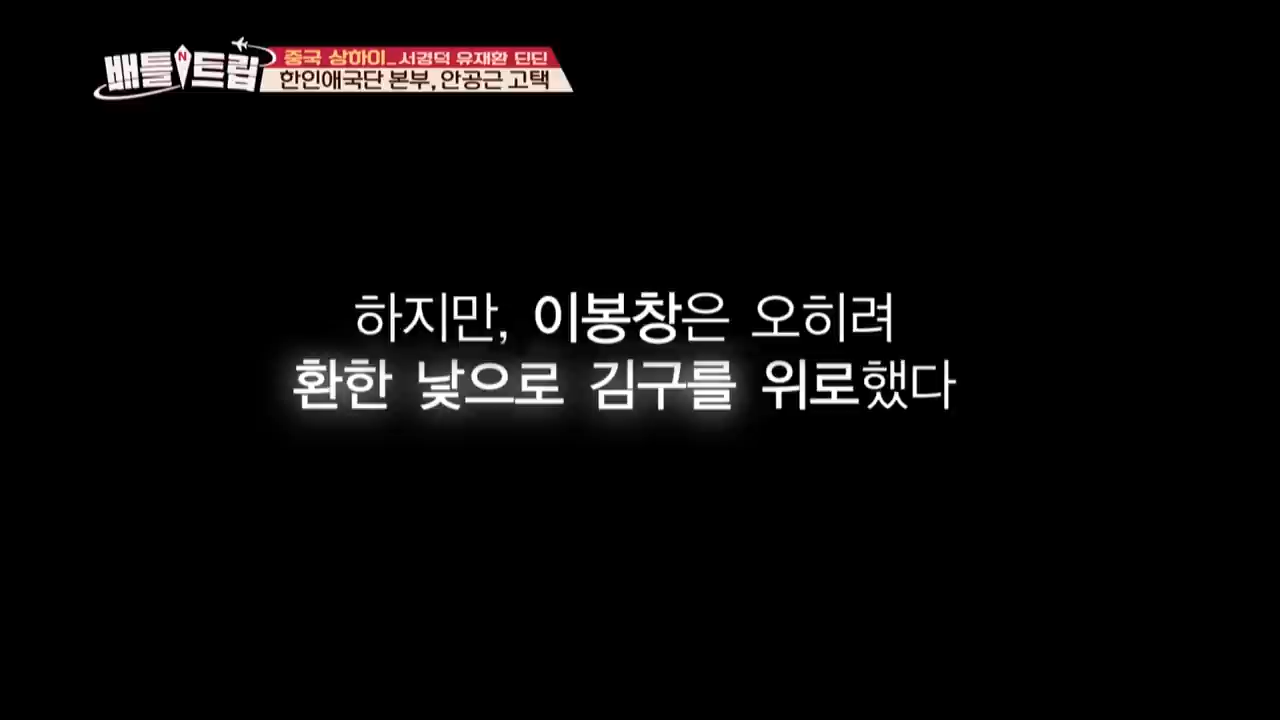 배틀트립
중국 상하이_서경덕 유재환 딘딘
한인애국단 본부, 안공근 고택
하지만, 이봉창은 오히려
환한 낯으로 김구를 위로했다